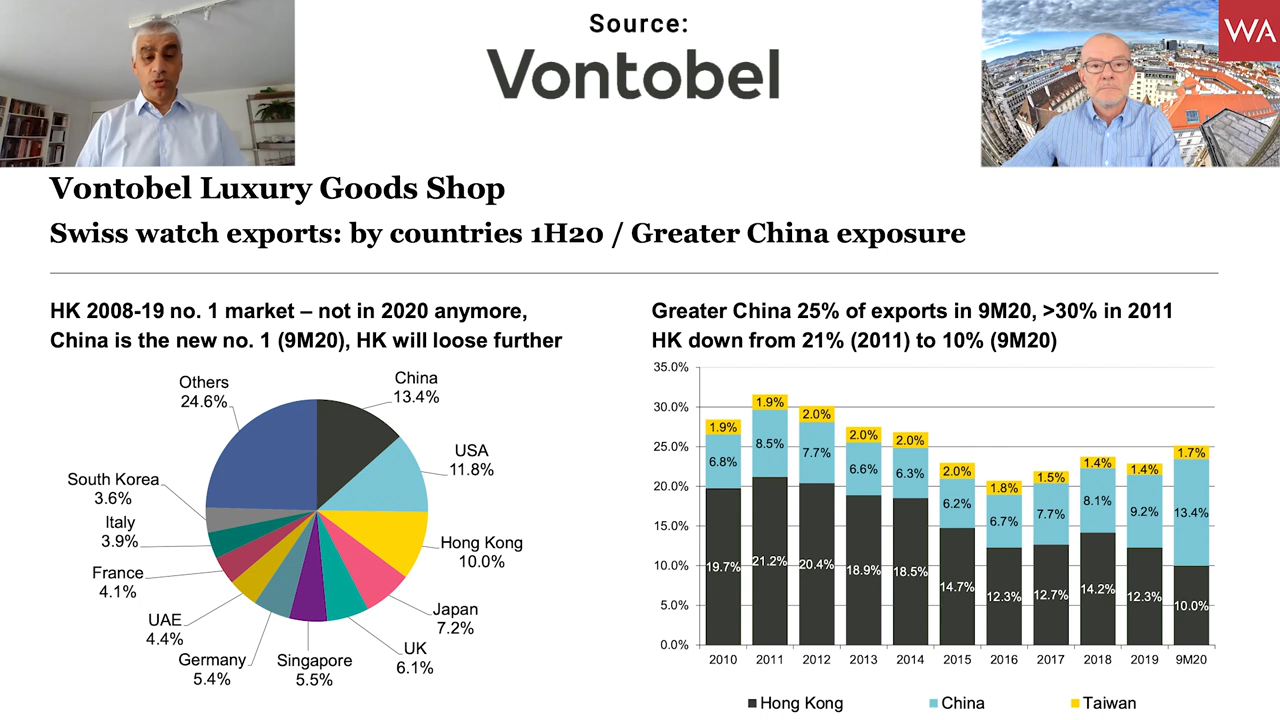 Source:
Vontobel
WA
Vontobel Luxury Goods Shop
Swiss watch exports: by countries 1H20 / Greater China exposure
HK 2008-19 no. 1 market – not in 2020 anymore,
China is the new no. 1 (9M20), HK will loose further
Others
24.6%
China
13.4%
USA
11.8%
Hong Kong
10.0%
Japan
7.2%
UK
6.1%
Singapore
5.5%
Germany
5.4%
UAE
4.4%
France
4.1%
Italy
3.9%
South Korea
3.6%
Greater China 25% of exports in 9M20, >30% in 2011
HK down from 21% (2011) to 10% (9M20)
35.0%
30.0%
25.0%
20.0%
15.0%
10.0%
5.0%
0.0%
1.9% 1.9% 2.0% 2.0% 2.0% 2.0% 1.8% 1.5% 1.4% 1.4% 1.7%
6.8% 8.5% 7.7% 6.6% 6.3% 6.2% 6.7% 7.7% 8.1% 9.2% 13.4%
19.7% 21.2% 20.4% 18.9% 18.5% 14.7% 12.3% 12.7% 14.2% 12.3% 10.0%
2010 2011 2012 2013 2014 2015 2016 2017 2018 2019 9M20
Hong Kong China Taiwan